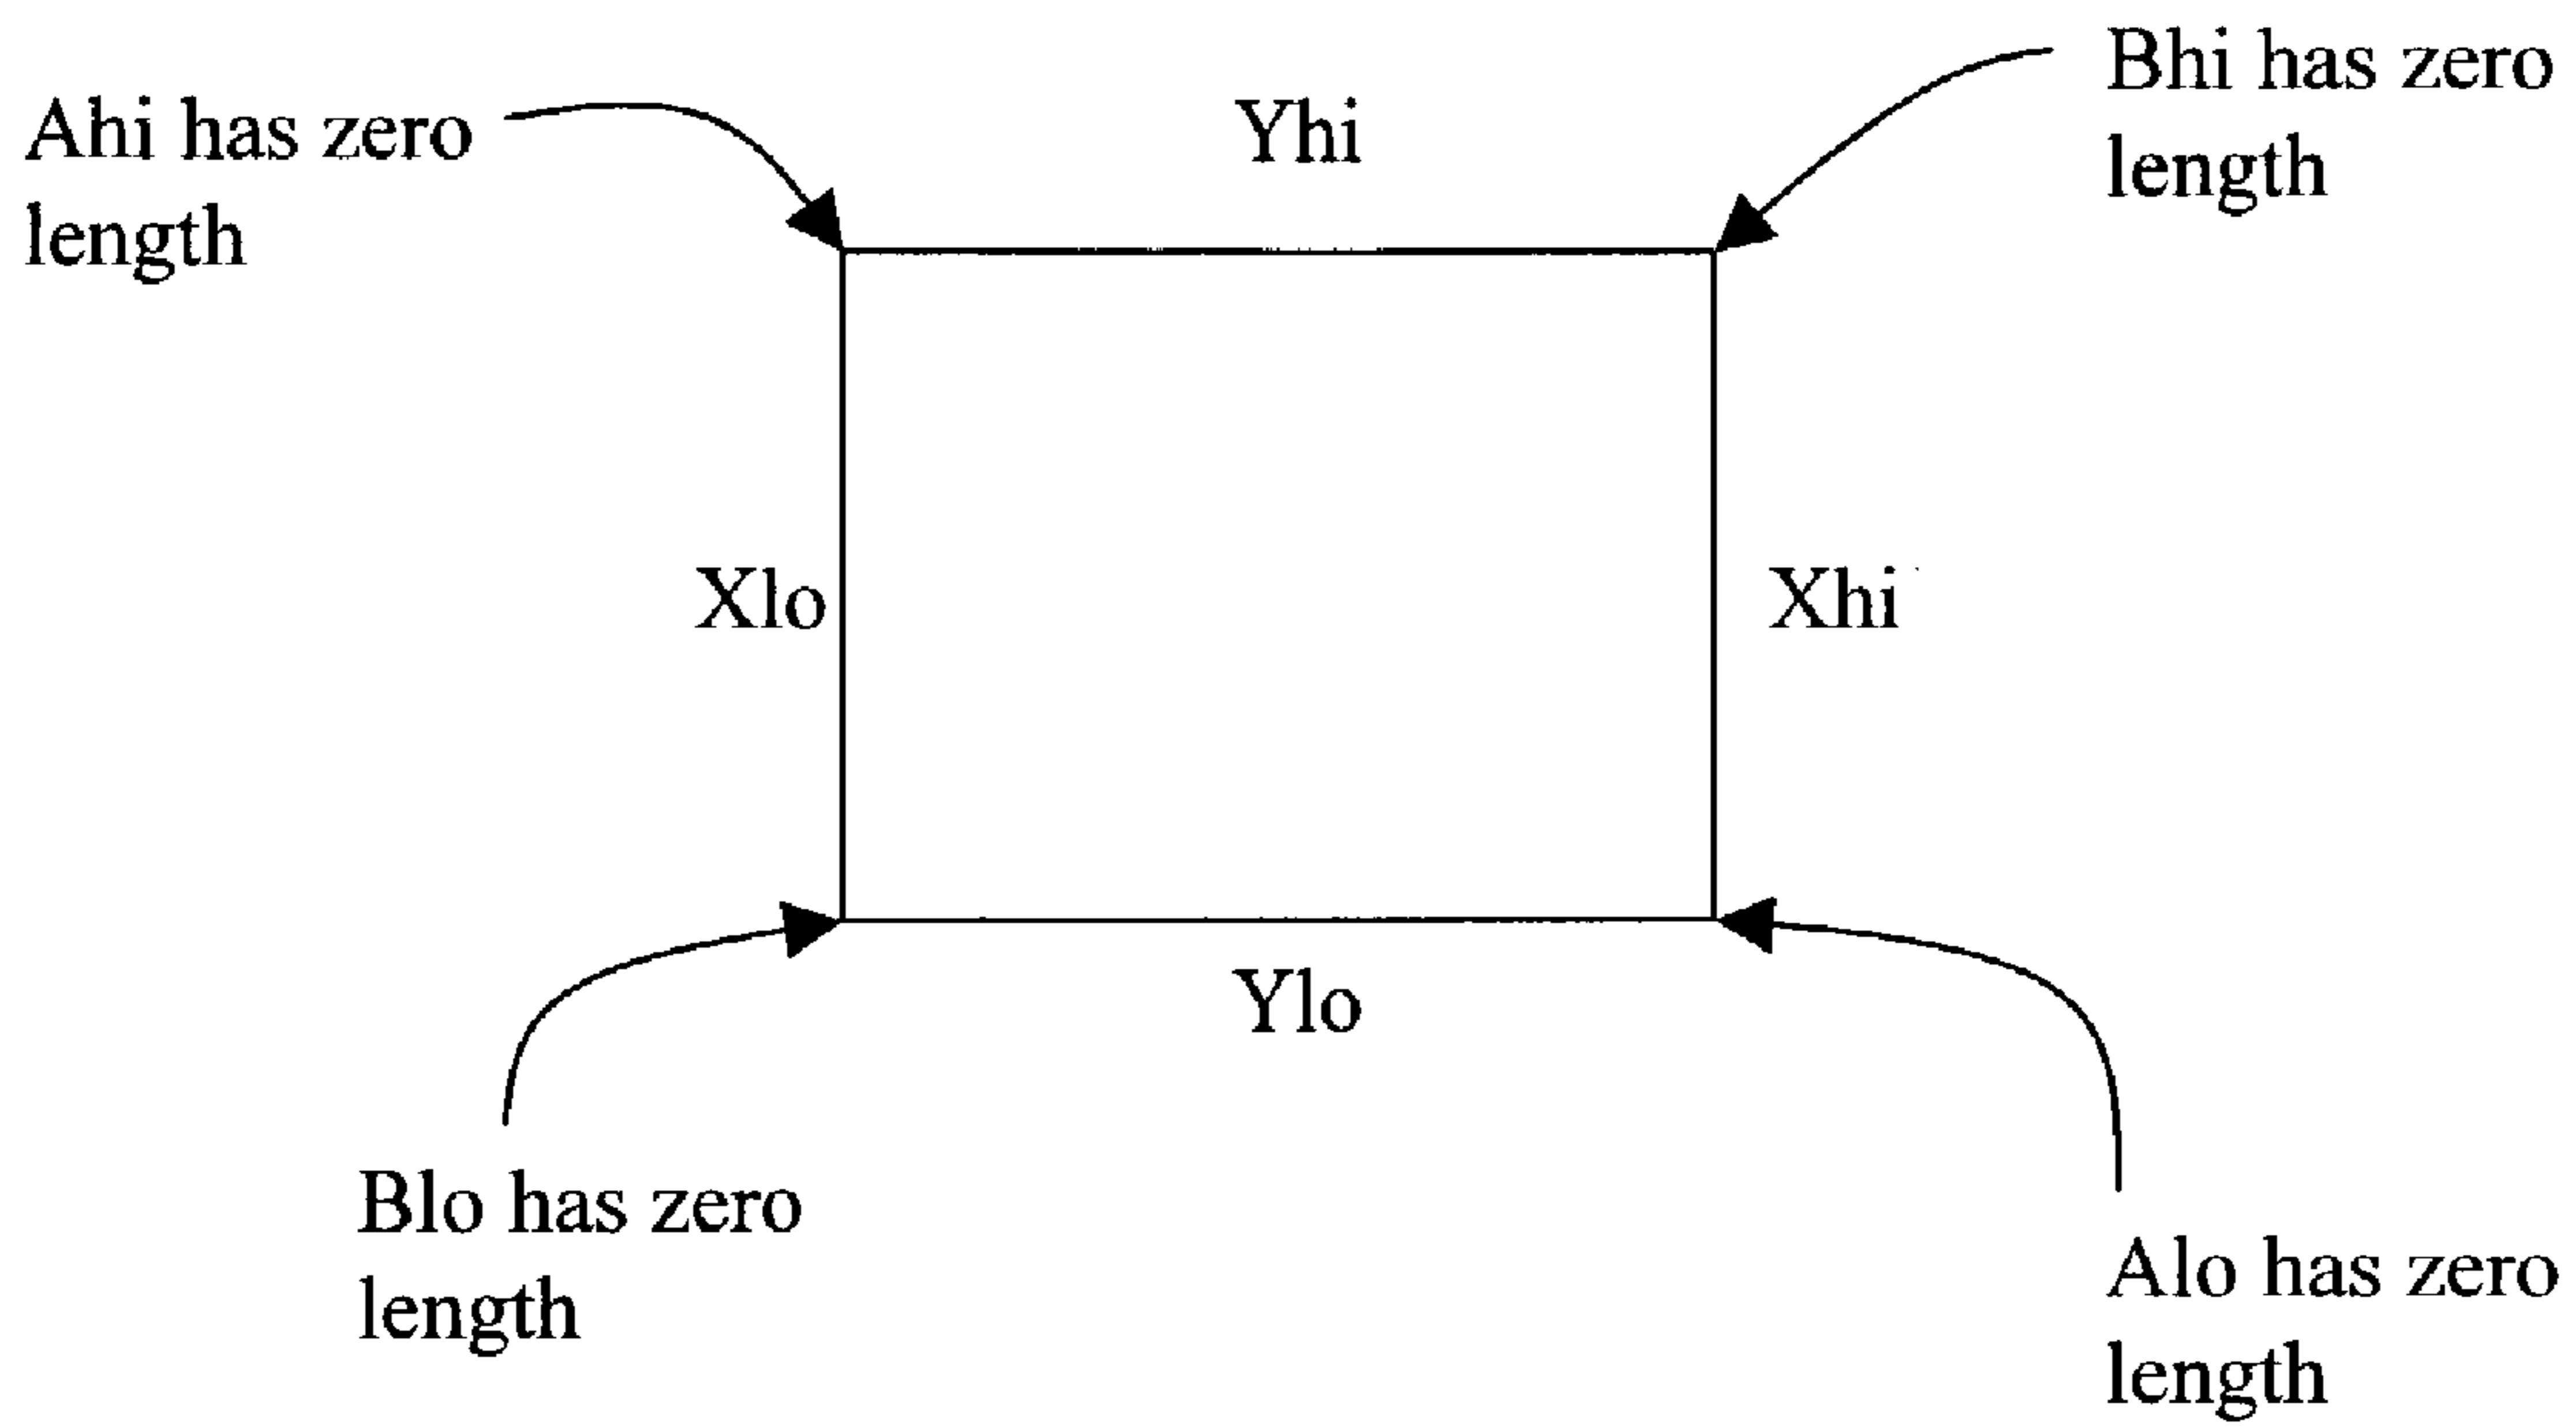 Ahi has zero
length
Yhi
Bhi has zero
length
Xlo
Xhi
Ylo
Blo has zero
length
Alo has zero
length